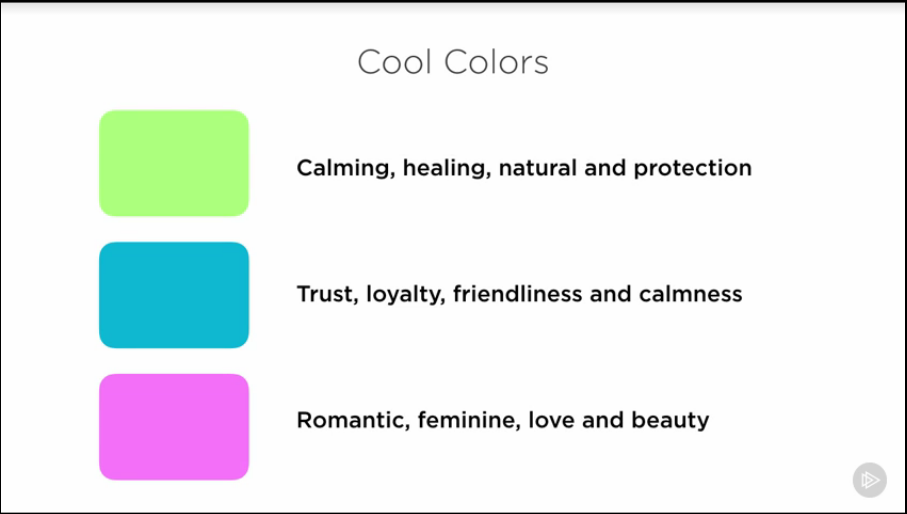 Cool Colors
Calming, healing, natural and protection
Trust, loyalty, friendliness and calmness
Romantic, feminine, love and beauty